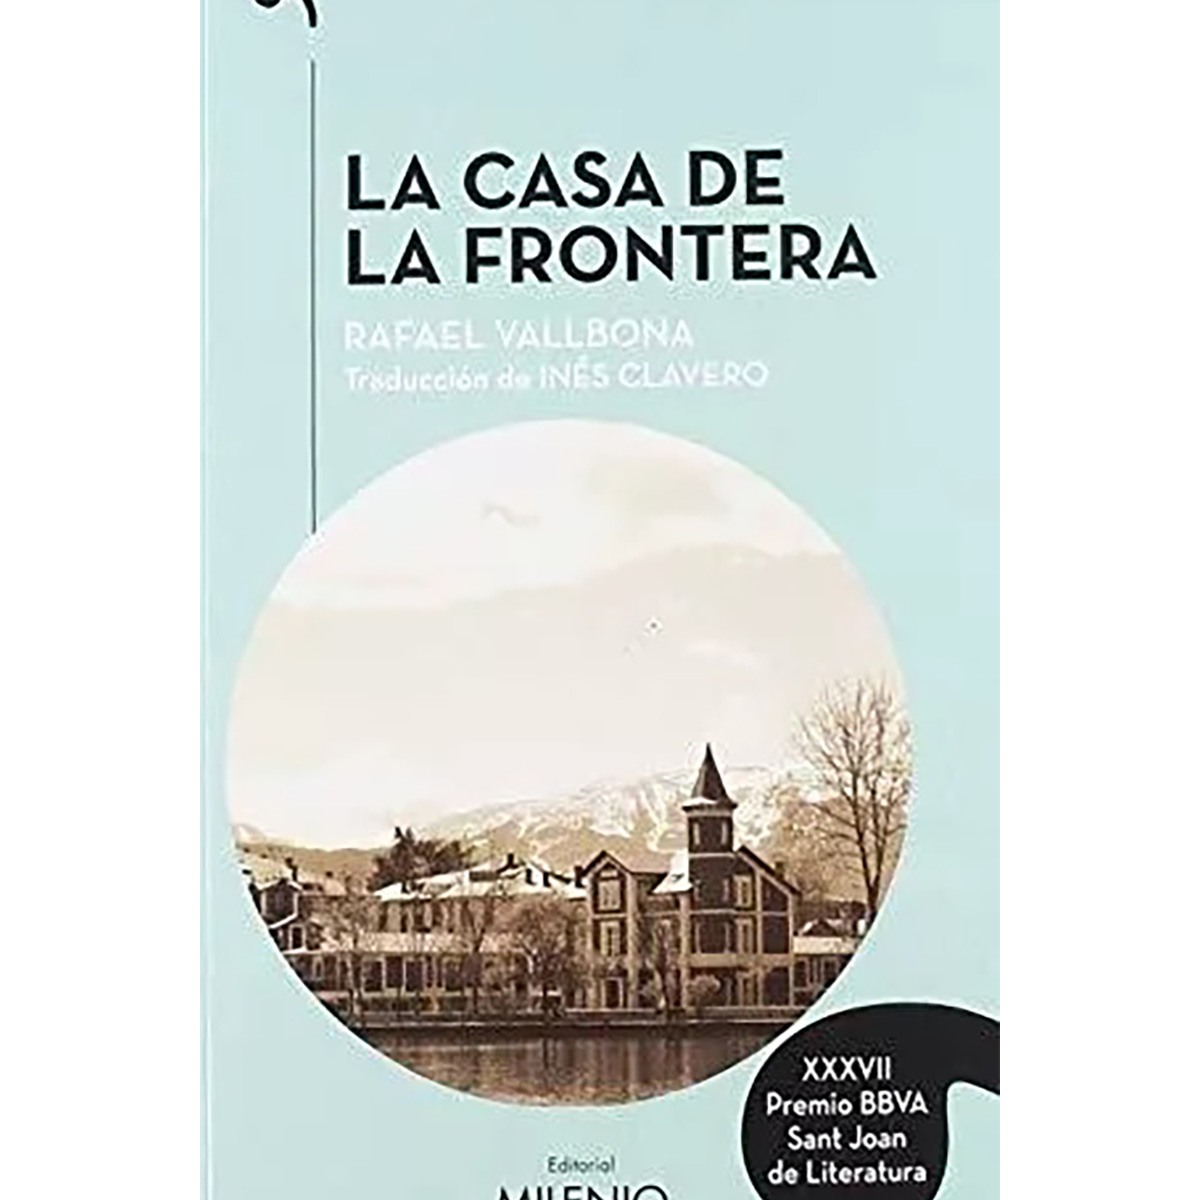 LA CASA DE
LA FRONTERA
RAFAEL VALLBONA
Traducción de INÉS CLAVERO
XXXVII
Premio BBVA
Sant Joan
de Literatura
Editorial
MILENIO